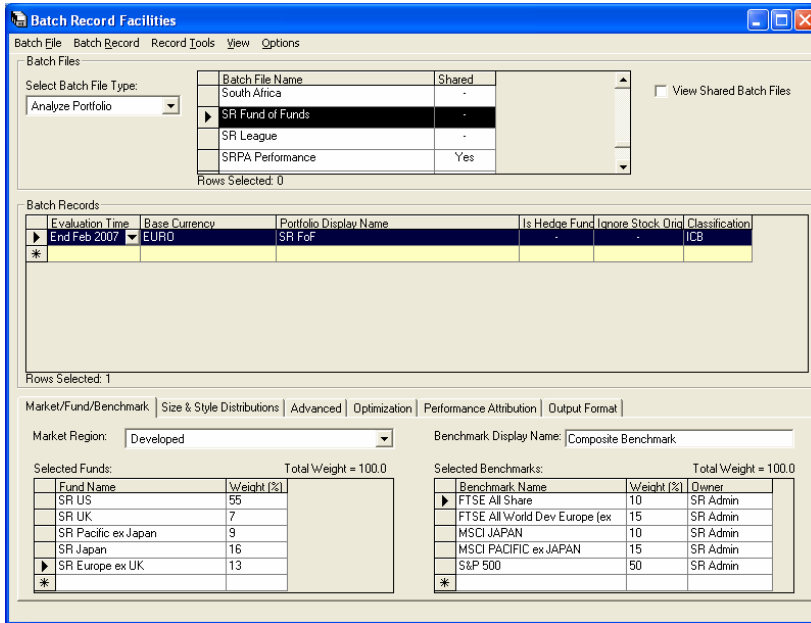 Batch Record Facilities
Batch File Batch Record Record Tools View Options
Batch Files
Select Batch File Type:
Analyze Portfolio
Batch File Name Shared
South Africa -
SR Fund of Funds -
SR League -
SRPA Performance Yes
View Shared Batch Files
Rows Selected: 0
Batch Records
Evaluation Time Base Currency Portfolio Display Name Is Hedge Fund Ignore Stock Orig Classification
End Feb 2007 EURO SR FoF - - ICB
Rows Selected: 1
Market/Fund/Benchmark Size & Style Distributions Advanced Optimization Performance Attribution Output Format
Market Region: Developed Benchmark Display Name: Composite Benchmark
Selected Funds: Total Weight = 100.0
Fund Name Weight (%)
SR US 55
SR UK 7
SR Pacific ex Japan 9
SR Japan 16
SR Europe ex UK 13
Selected Benchmarks: Total Weight = 100.0
Benchmark Name Weight (%) Owner
FTSE All Share 10 SR Admin
FTSE All World Dev Europe (ex 15 SR Admin
MSCI JAPAN 10 SR Admin
MSCI PACIFIC ex JAPAN 15 SR Admin
S&P 500 50 SR Admin